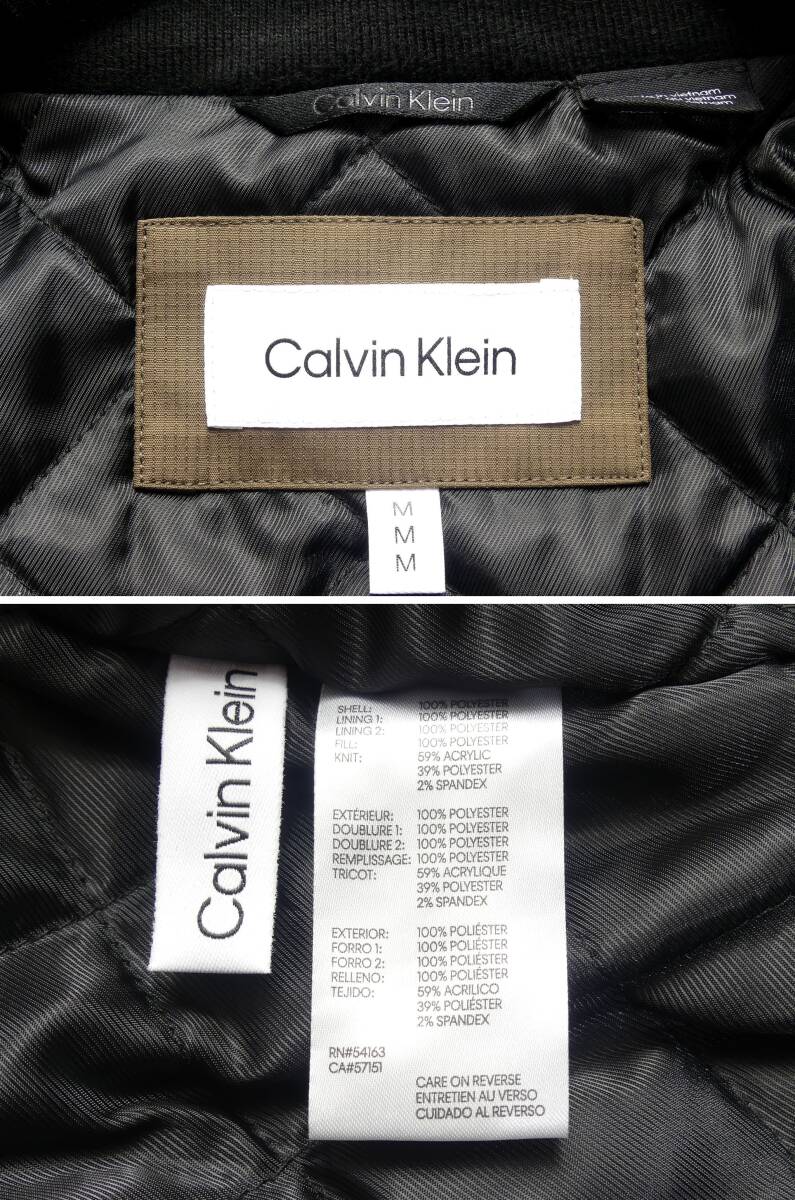 Calvin Klein
vietnam
vietnam
Calvin Klein
M
M
M
Calvin Klein
SHELL: 100% POLYESTER
LINING 1: 100% POLYESTER
LINING 2: 100% POLYESTER
FILL: 100% POLYESTER
KNIT: 59% ACRYLIC
39% POLYESTER
2% SPANDEX
EXTÉRIEUR: 100% POLYESTER
DOUBLURE 1: 100% POLYESTER
DOUBLURE 2: 100% POLYESTER
REMPLISSAGE: 100% POLYESTER
TRICOT: 59% ACRYLIQUE
39% POLYESTER
2% SPANDEX
EXTERIOR: 100% POLIÉSTER
FORRO 1: 100% POLIÉSTER
FORRO 2: 100% POLIÉSTER
RELLENO: 100% POLIÉSTER
TEJIDO: 59% ACRILICO
39% POLIÉSTER
2% SPANDEX
RN#54163
CA#57151
CARE ON REVERSE
ENTRETIEN AU VERSO
CUIDADO AL REVERSO